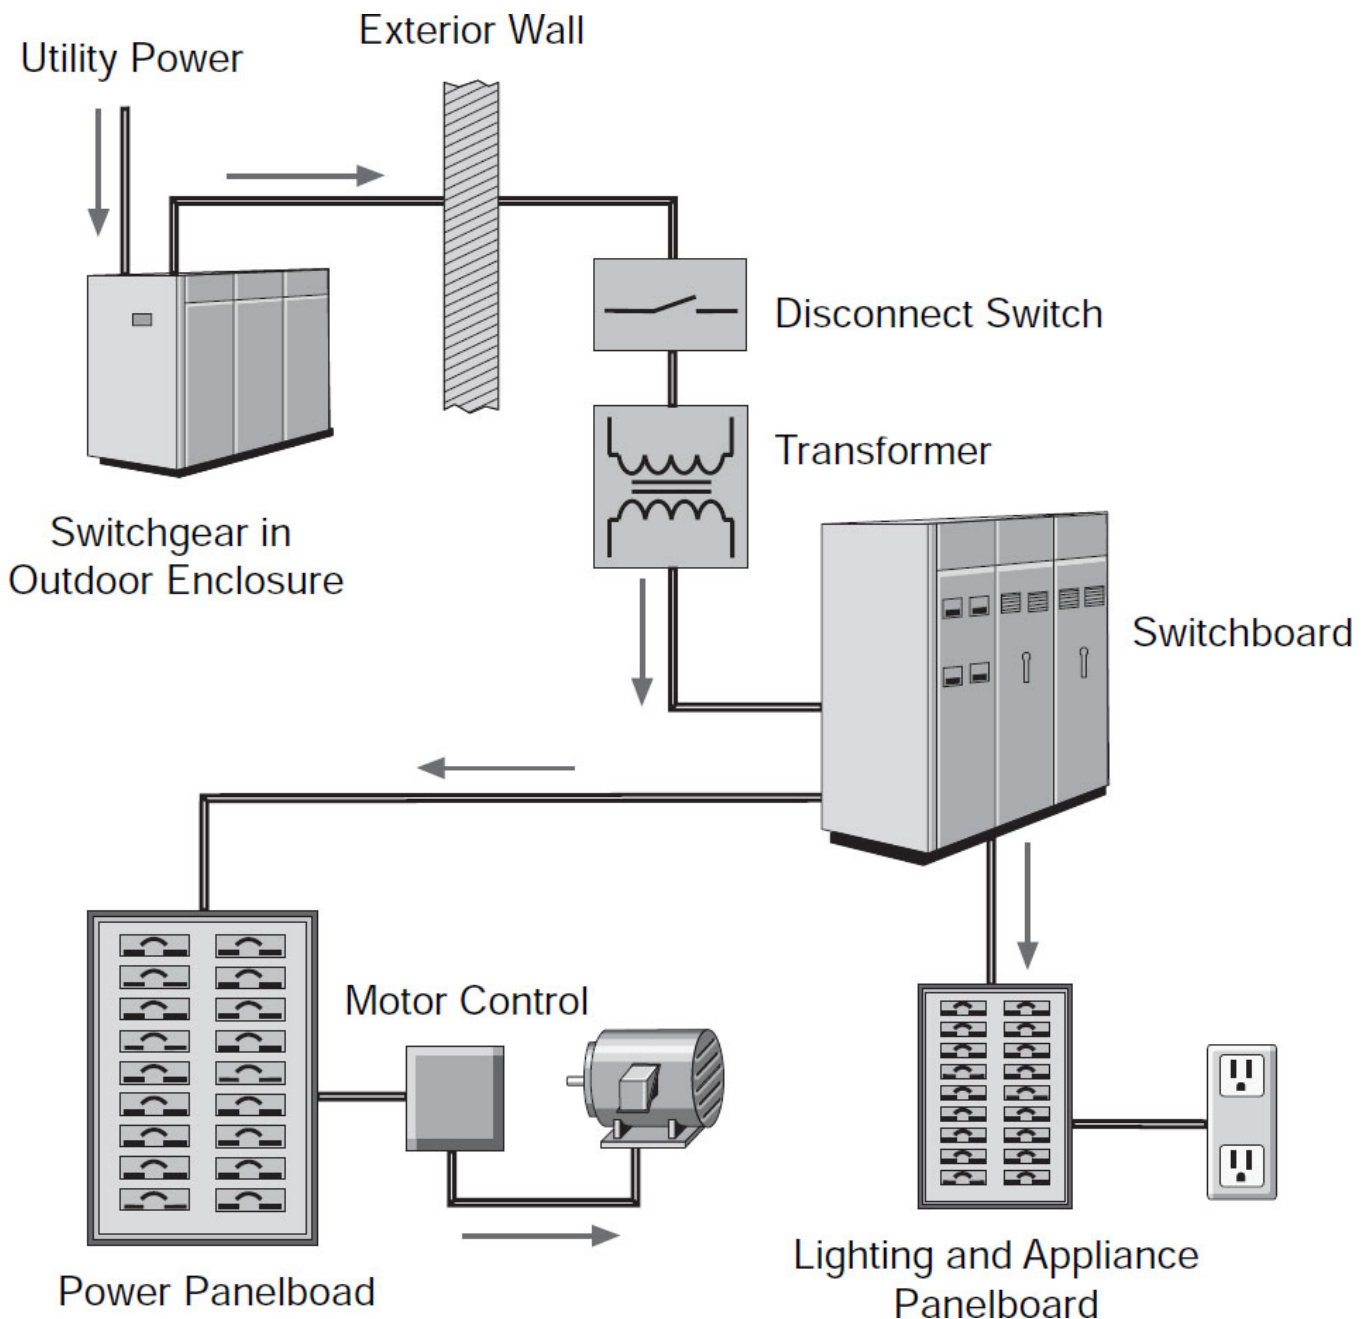 Exterior Wall
Utility Power
Disconnect Switch
Transformer
Switchgear in
Outdoor Enclosure
Switchboard
Motor Control
Power Panelboad
Lighting and Appliance
Panelboard